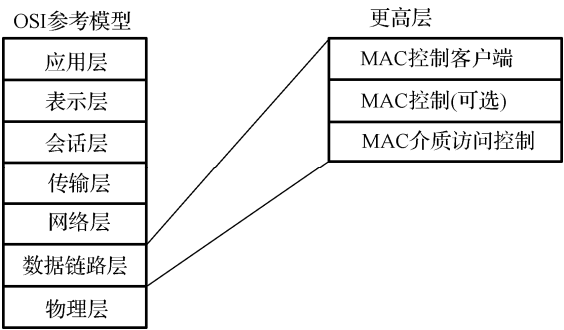 OSI参考模型
应用层
表示层
会话层
传输层
网络层
数据链路层
物理层
更高层
MAC控制客户端
MAC控制(可选)
MAC介质访问控制